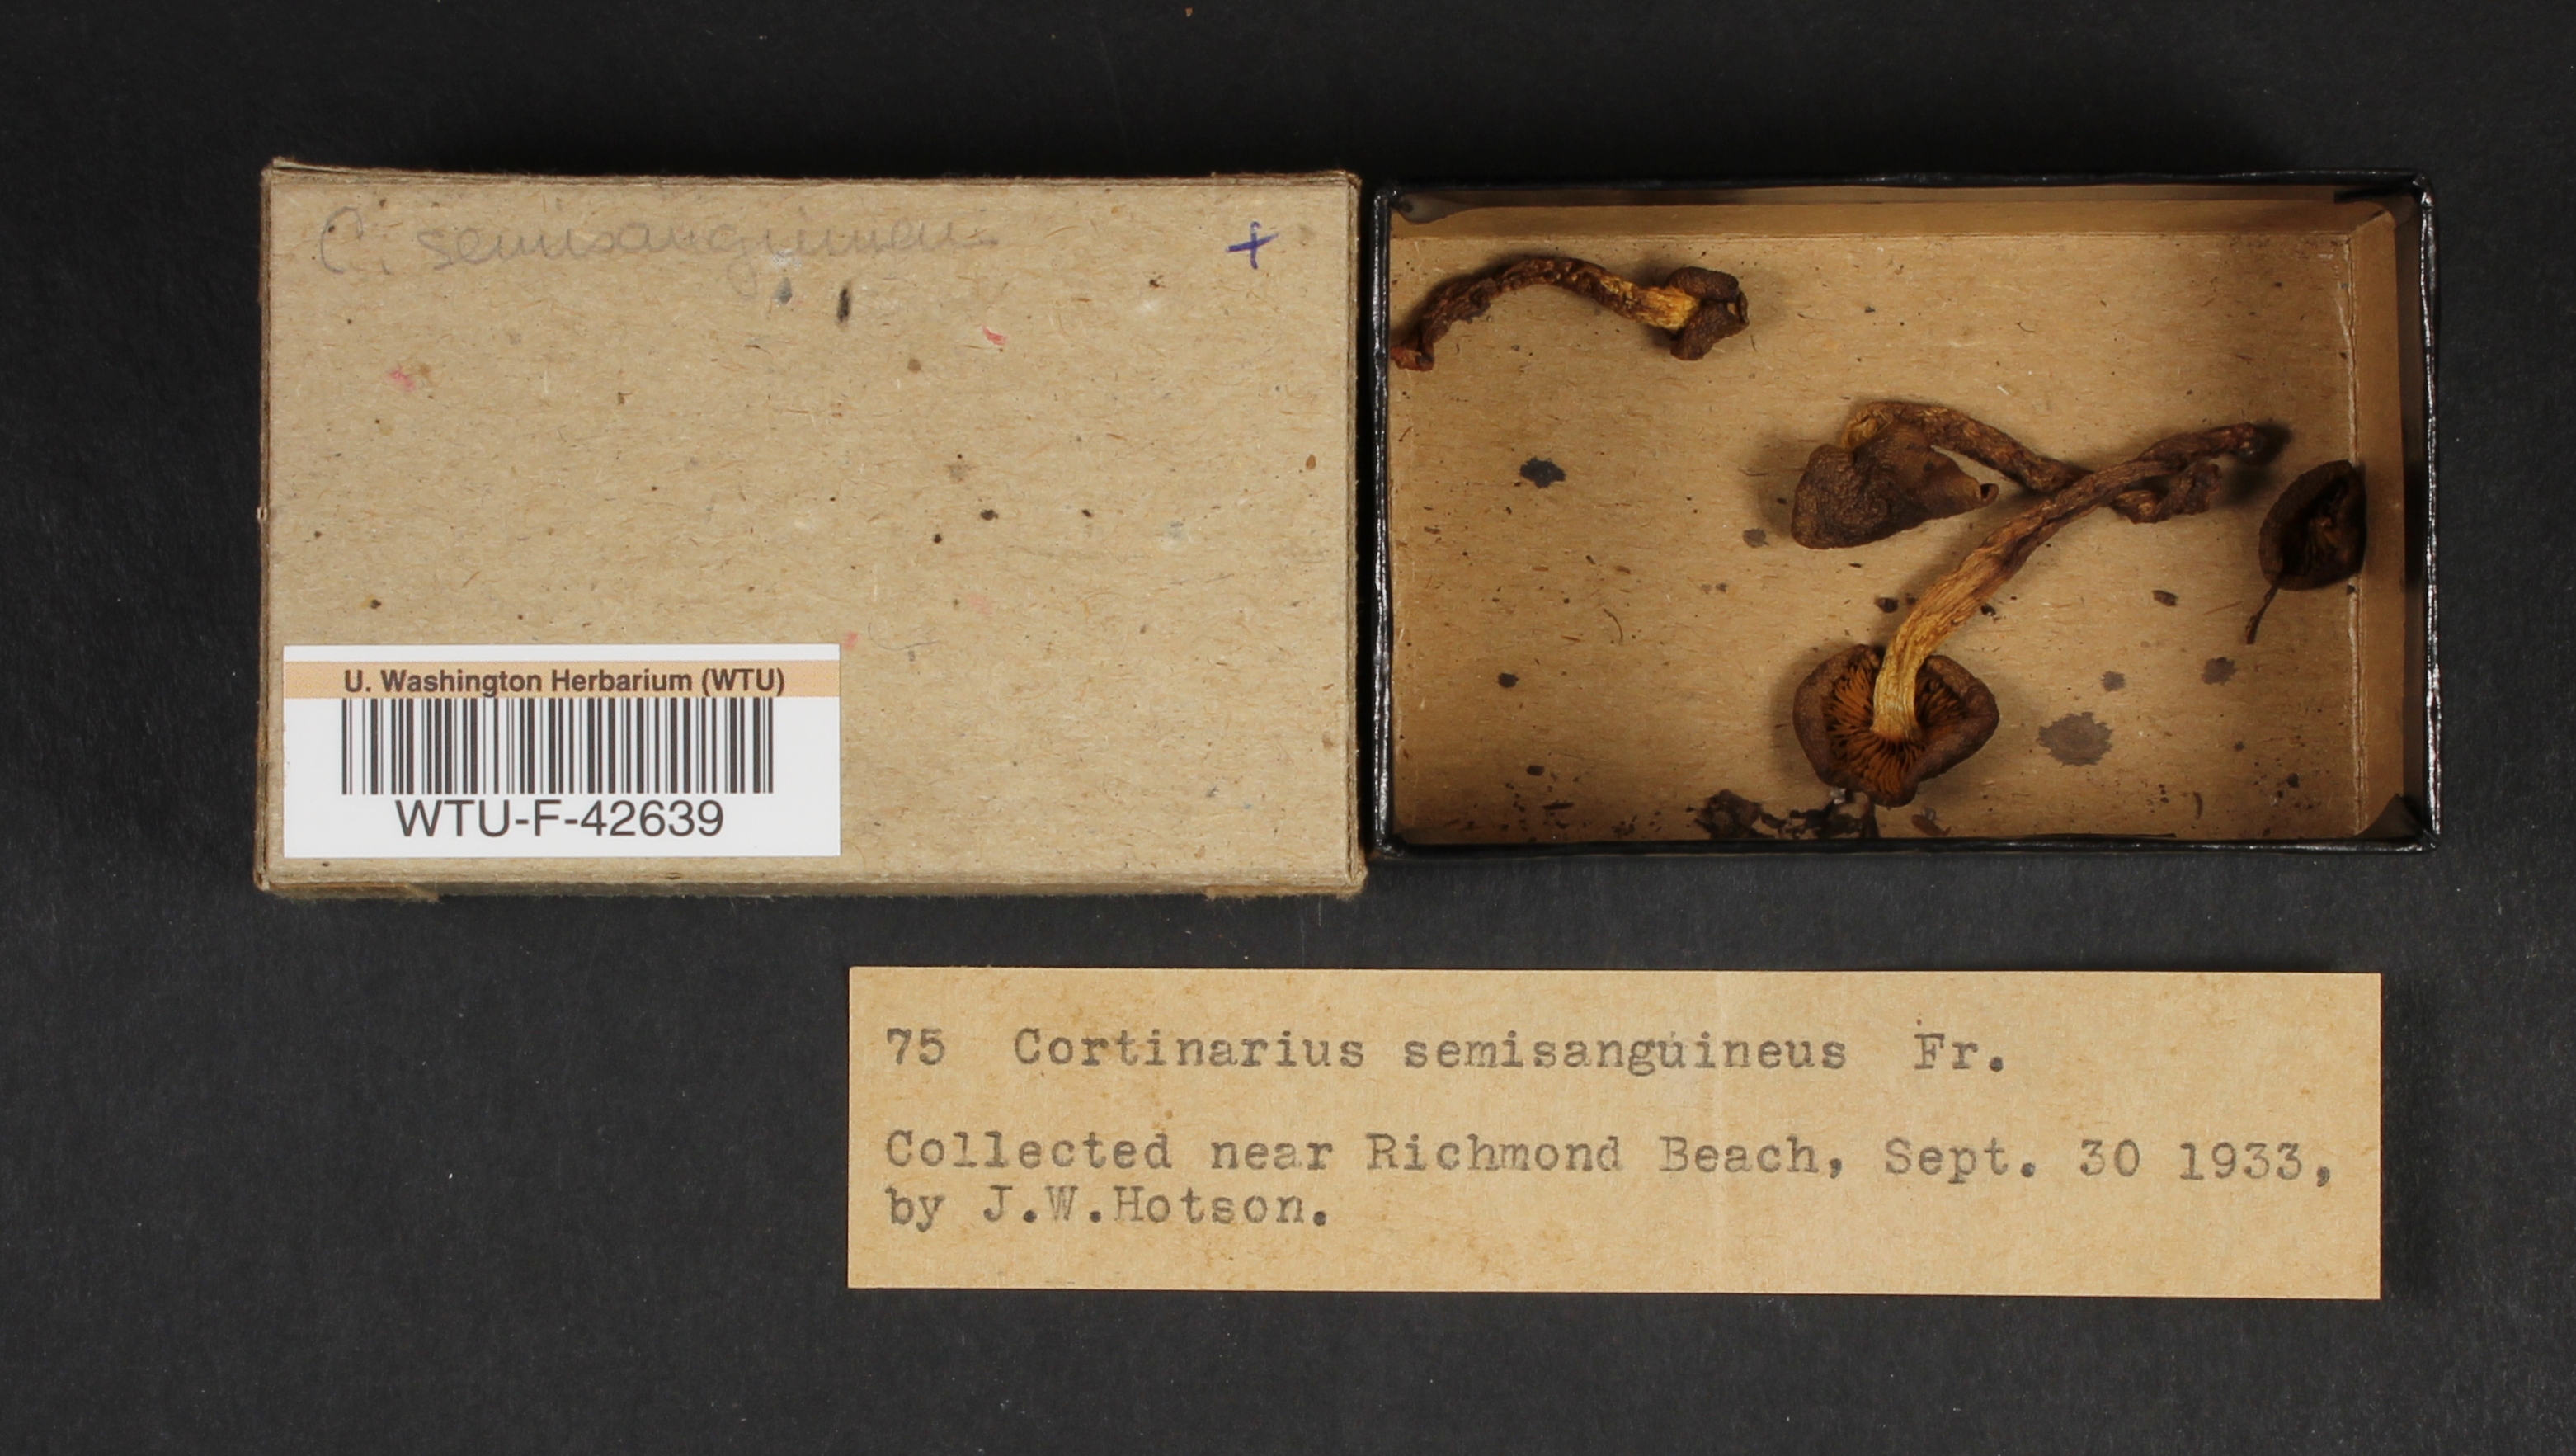 C. semisanguineus
+
U. Washington Herbarium (WTU)
WTU-F-42639
75 Cortinarius semisanguineus Fr.
Collected near Richmond Beach, Sept. 30 1933,
by J.W.Hotson.